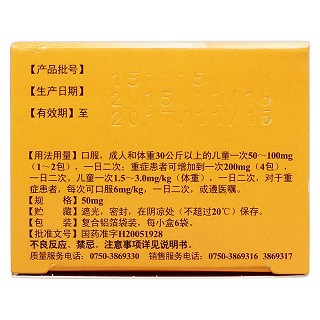 【产品批号】 151115
【生产日期】
【有效期】至
【用法用量】口服，成人和体重30公斤以上的儿童一次50～100mg
（1～2包），一日二次；重症患者可增加到一次200mg（4包），
一日二次，儿童一次1.5～3.0mg/kg（体重），一日二次，对于重
症患者，每次可口服6mg/kg，一日二次，或遵医嘱。
【规　　格】50mg
【贮　　藏】遮光，密封，在阴凉处（不超过20℃）保存。
【包　　装】复合铝箔袋装，每小盒6袋。
【批准文号】国药准字H20051928
不良反应、禁忌、注意事项详见说明书。
质量服务电话：0750-3869330　销售服务电话：0750-3869316　3869317